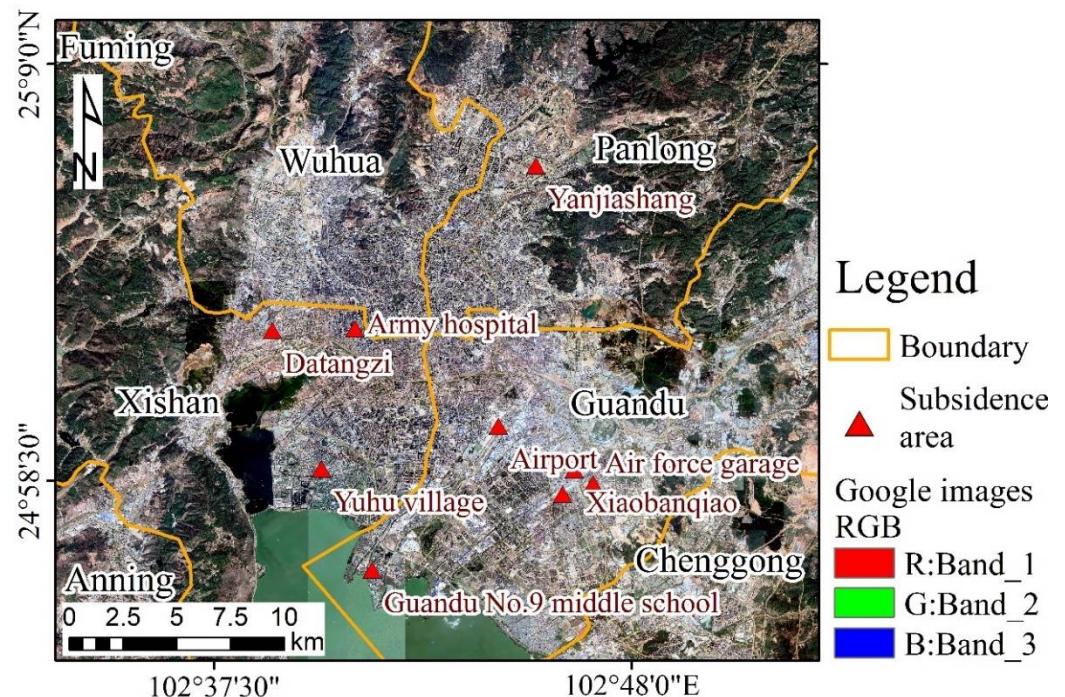 Fuming
25°9'0"N
N
Wuhua
Panlong
Yanjiashang
Army hospital
Datangzi
Xishan
Guandu
Airport
Air force garage
Xiaobanqiao
Yuhu village
24°58'30"
Chenggong
Anning
Guandu No.9 middle school
0 2.5 5 7.5 10
km
102°37'30"
102°48'0"E
Legend
Boundary
Subsidence
area
Google images
RGB
R:Band_1
G:Band_2
B:Band_3